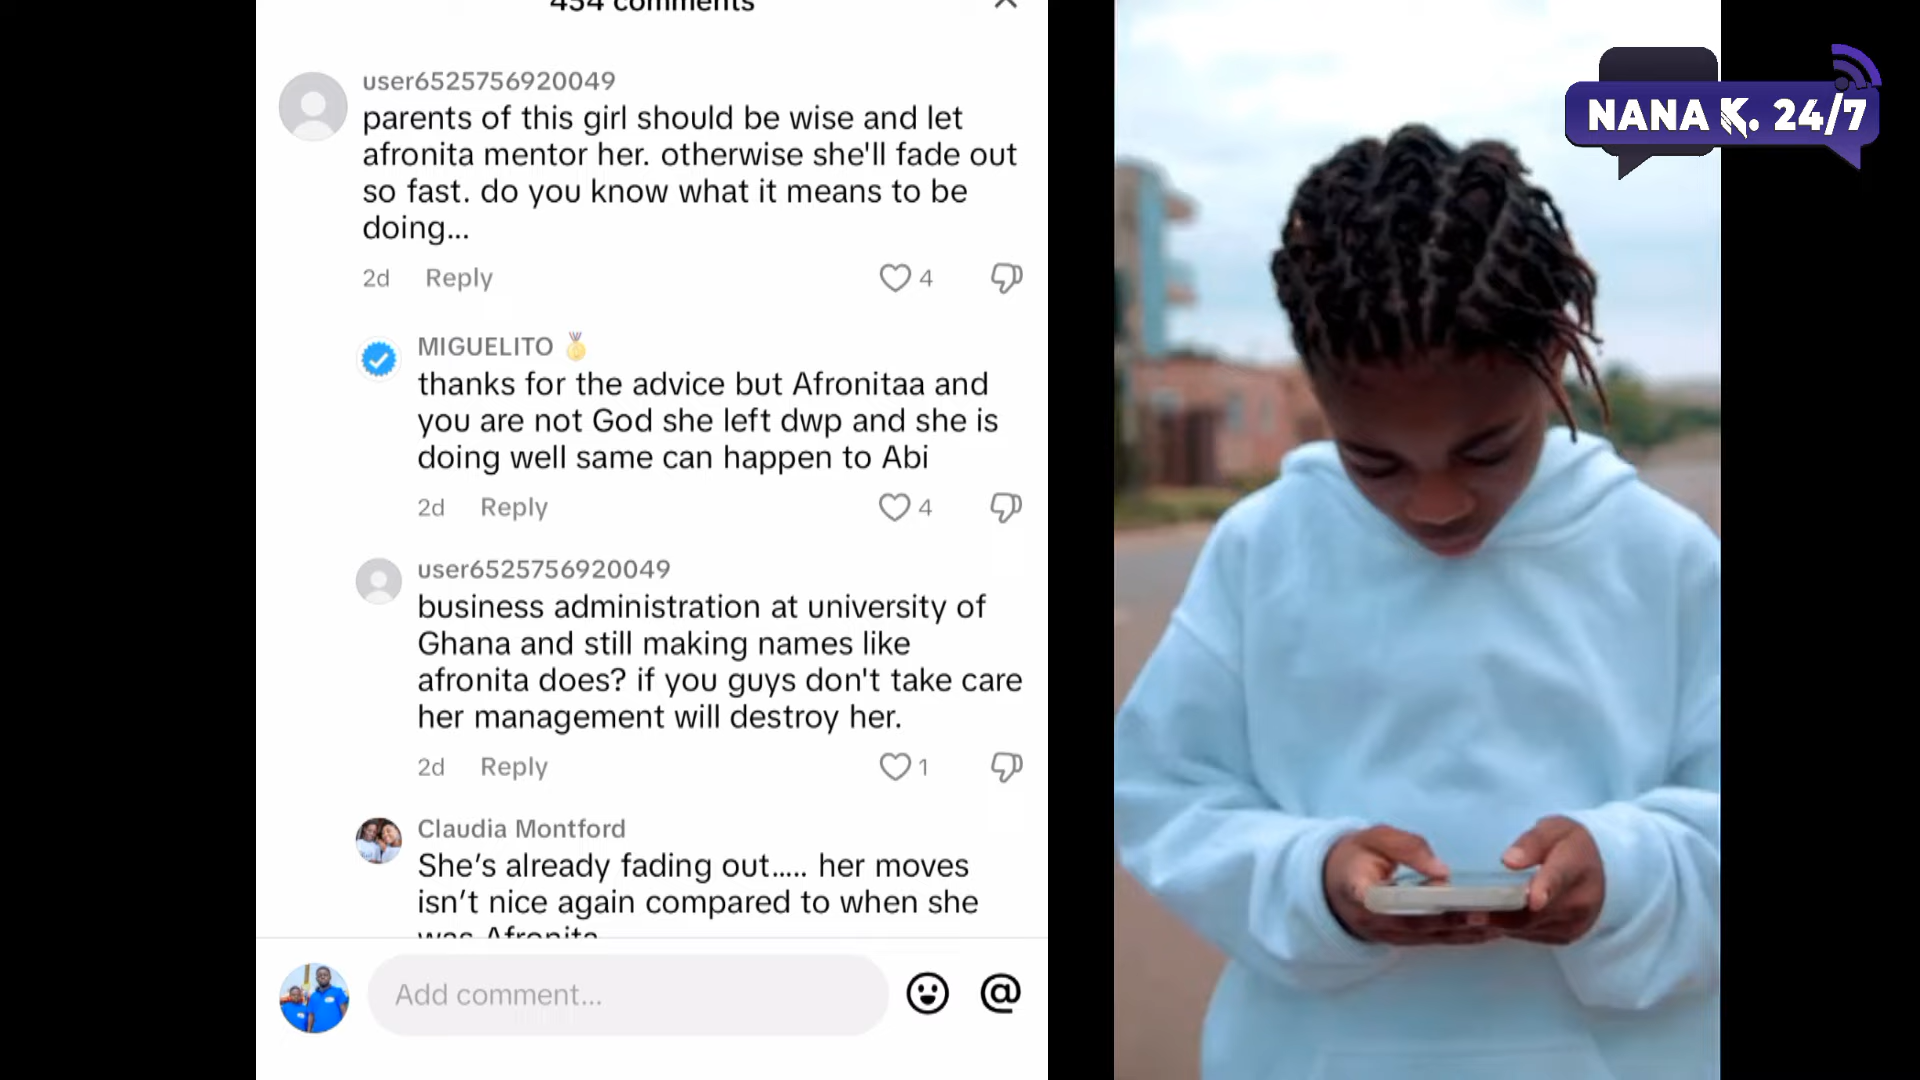 454 comments
user6525756920049
parents of this girl should be wise and let
afronita mentor her. otherwise she'll fade out
so fast. do you know what it means to be
doing...
2d Reply 4
MIGUELITO
thanks for the advice but Afronitaa and
you are not God she left dwp and she is
doing well same can happen to Abi
2d Reply 4
user6525756920049
business administration at university of
Ghana and still making names like
afronita does? if you guys don't take care
her management will destroy her.
2d Reply 1
Claudia Montford
She’s already fading out..... her moves
isn’t nice again compared to when she
was Afronita
Add comment...
NANA K. 24/7